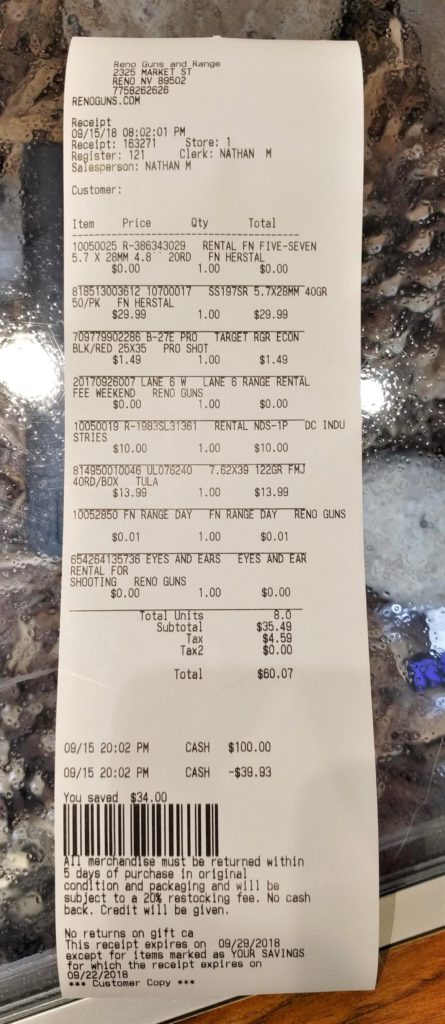 Reno Guns and Range
2325 MARKET ST
RENO NV 89502
7758262626
RENOGUNS.COM
Receipt
09/15/18 08:02:01 PM
Receipt: 163271 Store: 1
Register: 121 Clerk: NATHAN M
Salesperson: NATHAN M
Customer:
Item Price Qty Total
10050025 R-386343029 RENTAL FN FIVE-SEVEN
5.7 X 28MM 4.8`` 20RD FN HERSTAL
$0.00 1.00 $0.00
818513003612 10700017 SS197SR 5.7X28MM 40GR
50/PK FN HERSTAL
$29.99 1.00 $29.99
709779902286 B-27E PRO TARGET RGR ECON
BLK/RED 25X35 PRO SHOT
$1.49 1.00 $1.49
20170926007 LANE 6 W LANE 6 RANGE RENTAL
FEE WEEKEND RENO GUNS
$0.00 1.00 $0.00
10050019 R-1983SL31361 RENTAL NDS-1P DC INDU
STRIES
$10.00 1.00 $10.00
814950010046 UL076240 7.62X39 122GR FMJ
40RD/BOX TULA
$13.99 1.00 $13.99
10052850 FN RANGE DAY FN RANGE DAY RENO GUNS
$0.01 1.00 $0.01
654264135736 EYES AND EARS EYES AND EAR
RENTAL FOR
SHOOTING RENO GUNS
$0.00 1.00 $0.00
Total Units 8.0
Subtotal $35.49
Tax $4.59
Tax2 $0.00
Total $60.07
09/15 20:02 PM CASH $100.00
09/15 20:02 PM CASH -$39.93
You saved $34.00
All merchandise must be returned within
5 days of purchase in original
condition and packaging and will be
subject to a 20% restocking fee. No cash
back. Credit will be given.
No returns on gift ca
This receipt expires on 09/29/2018
except for items marked as YOUR SAVINGS
for which the receipt expires on
09/22/2018
*** Customer Copy ***